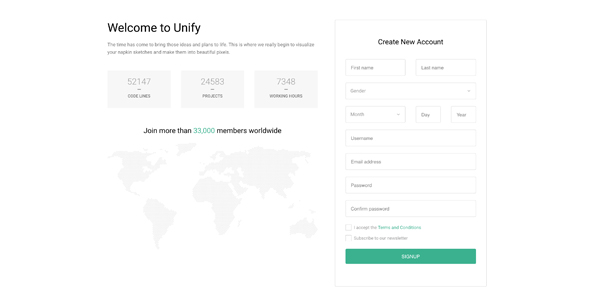 Welcome to Unify
The time has come to bring those ideas and plans to life. This is where we really begin to visualize
your napkin sketches and make them into beautiful pixels.
52147
CODE LINES
24583
PROJECTS
7348
WORKING HOURS
Join more than 33,000 members worldwide
Create New Account
First name
Last name
Gender
Month
Day
Year
Username
Email address
Password
Confirm password
I accept the Terms and Conditions
Subscribe to our newsletter
SIGNUP